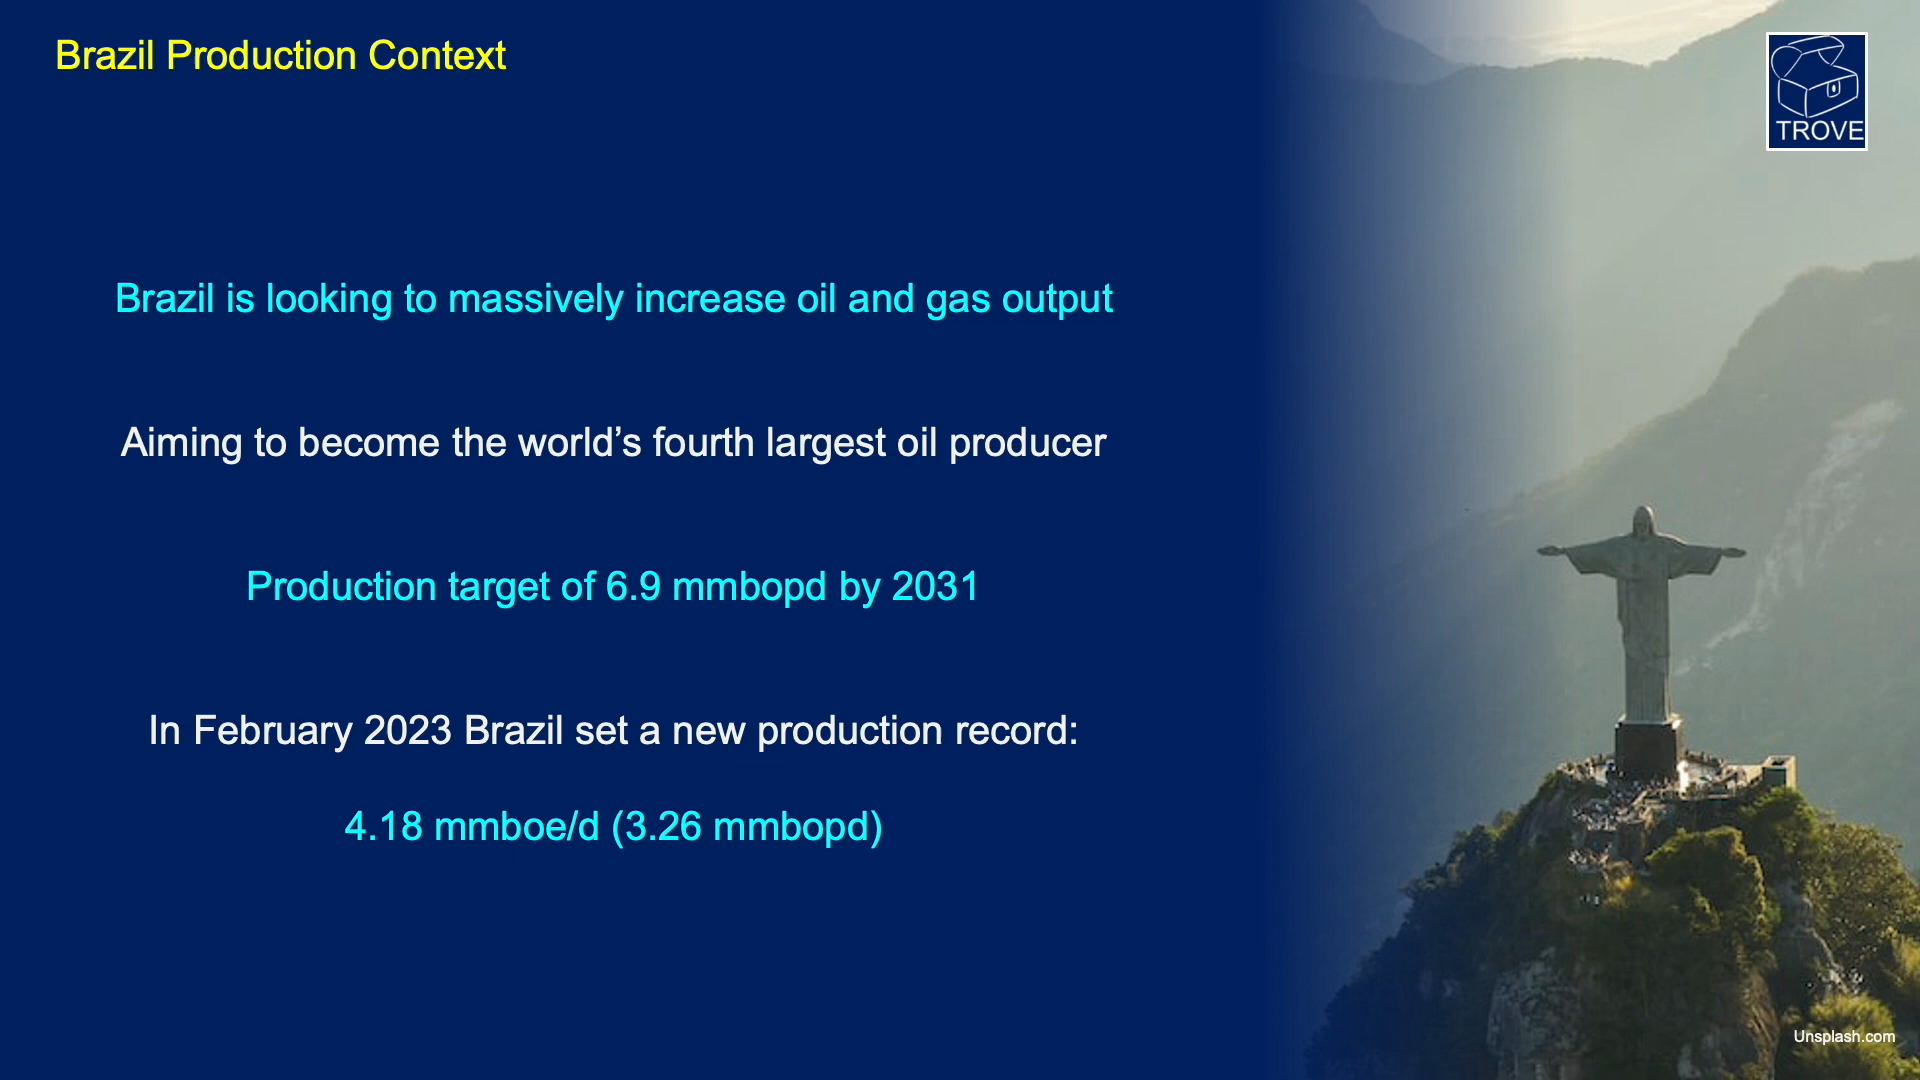 Brazil Production Context
TROVE
Brazil is looking to massively increase oil and gas output
Aiming to become the world’s fourth largest oil producer
Production target of 6.9 mmbopd by 2031
In February 2023 Brazil set a new production record:
4.18 mmboe/d (3.26 mmbopd)
Unsplash.com